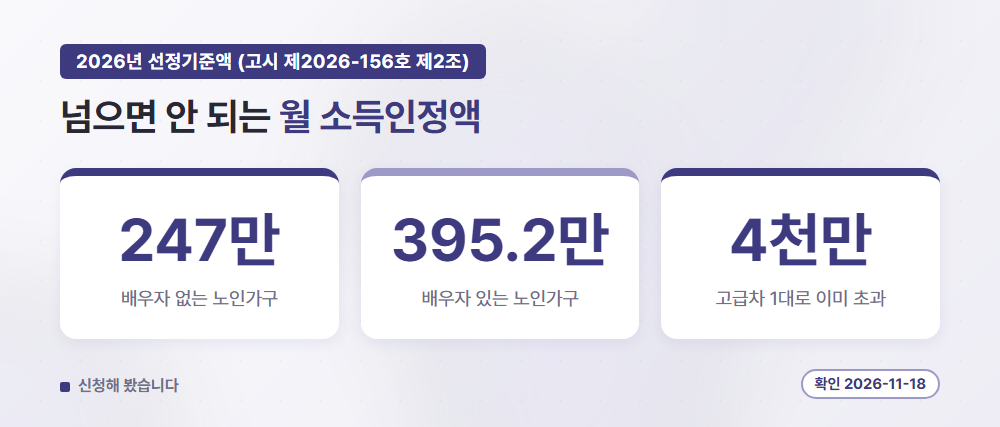 2026년 선정기준액 (고시 제2026-156호 제2조)
넘으면 안 되는 월 소득인정액
247만
배우자 없는 노인가구
395.2만
배우자 있는 노인가구
4천만
고급차 1대로 이미 초과
신청해 봤습니다
확인 2026-11-18